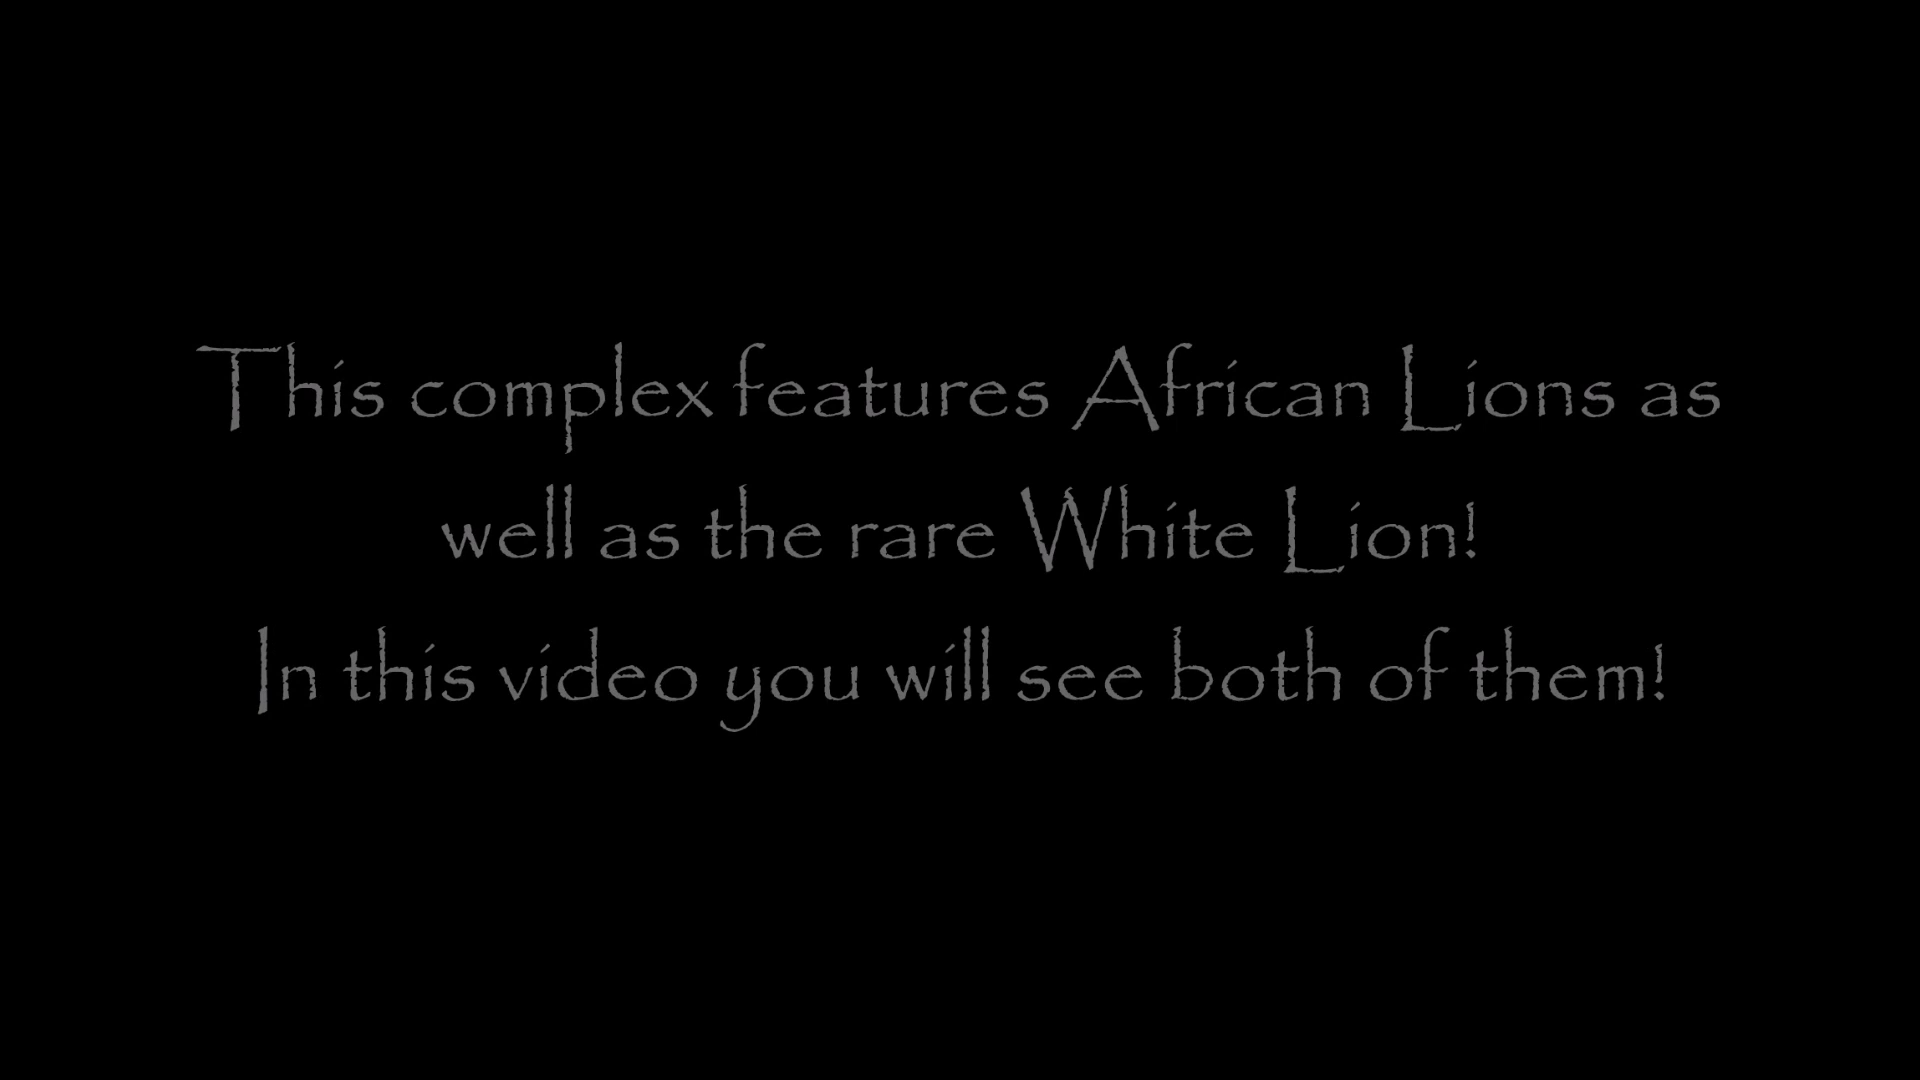 This complex features African Lions as
well as the rare White Lion!
In this video you will see both of them!